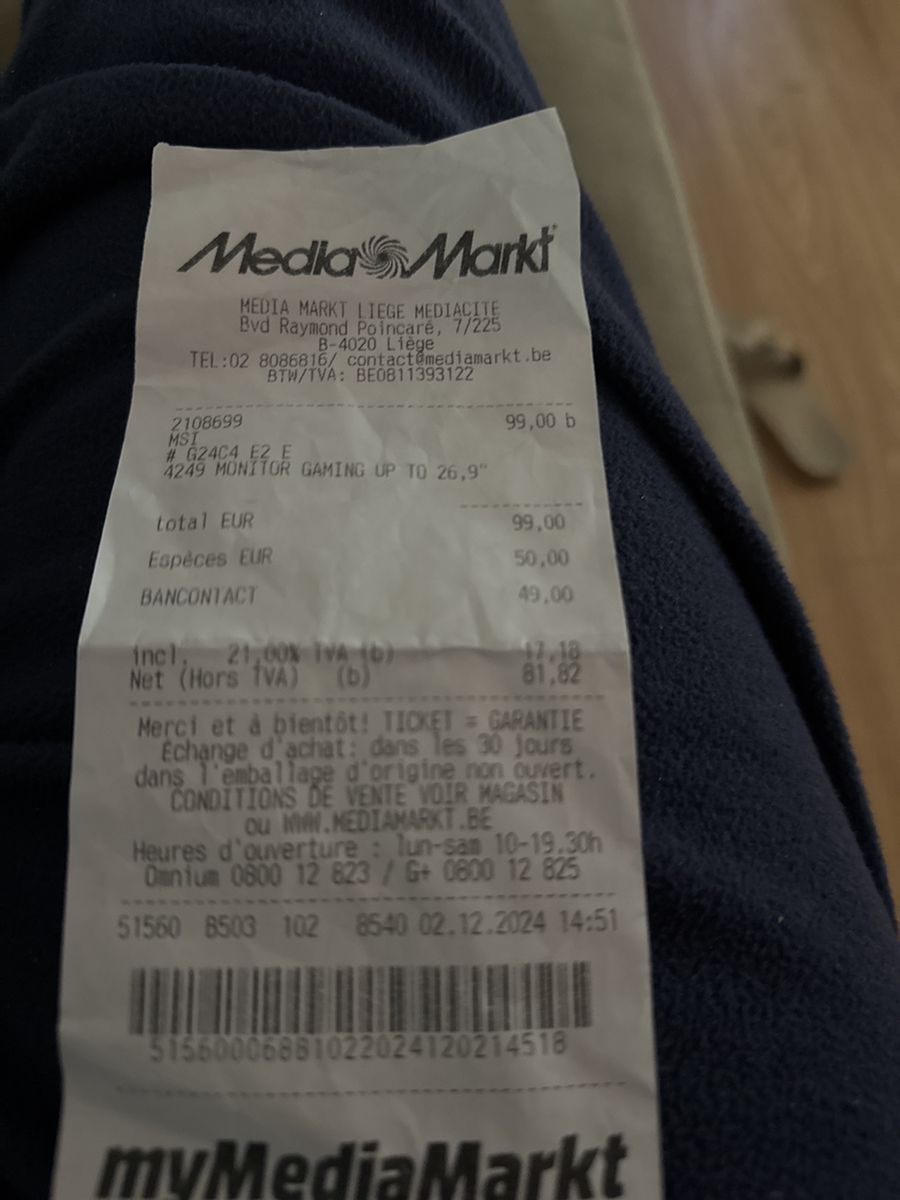 Media Markt
MEDIA MARKT LIEGE MEDIACITE
Bvd Raymond Poincaré, 7/225
B-4020 Liège
TEL:02 8086816/ contact@mediamarkt.be
BTW/TVA: BE0811393122
2108699 99,00 b
MSI
# G24C4 E2 E
4249 MONITOR GAMING UP TO 26,9"
total EUR 99,00
Espèces EUR 50,00
BANCONTACT 49,00
incl. 21,00% TVA (b) 17,18
Net (Hors TVA) (b) 81,82
Merci et à bientôt! TICKET = GARANTIE
Échange d'achat: dans les 30 jours
dans l'emballage d'origine non ouvert.
CONDITIONS DE VENTE VOIR MAGASIN
ou WWW.MEDIAMARKT.BE
Heures d'ouverture : lun-sam 10-19.30h
Omnium 0800 12 823 / G+ 0800 12 825
51560 B503 102 8540 02.12.2024 14:51
51560006881022024120214518
myMediaMarkt